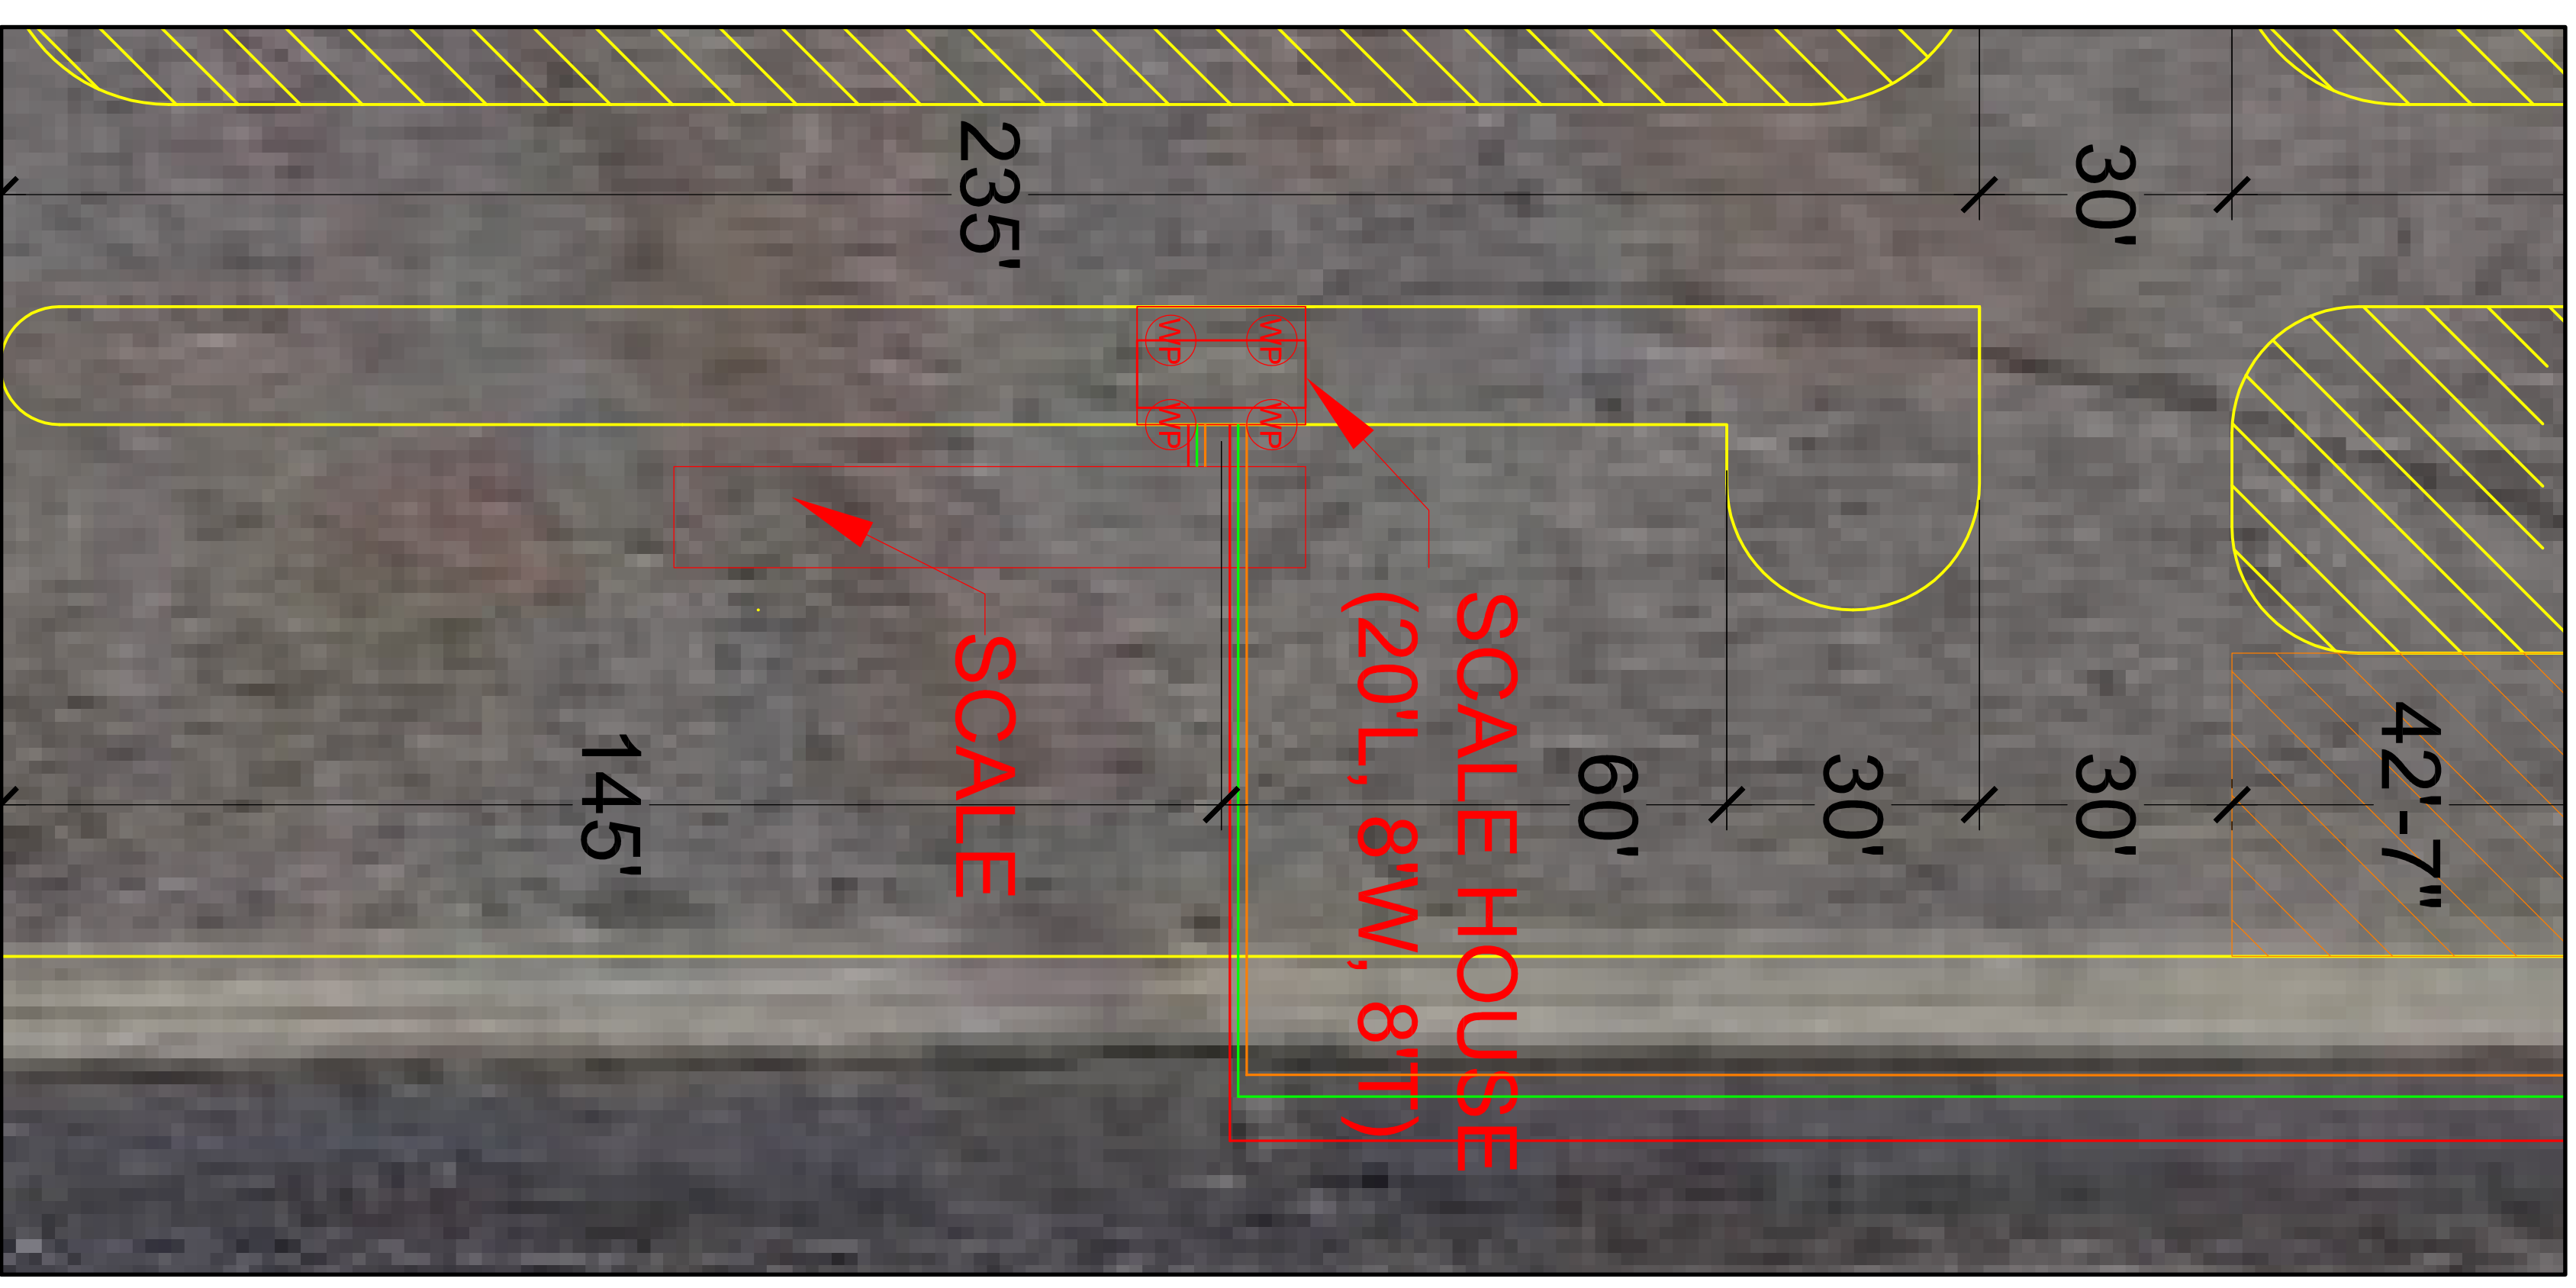 235'
30'
WP
WP
WP
WP
SCALE HOUSE
(20'L, 8'W, 8'T)
SCALE
145'
60'
30'
30'
42'-7"